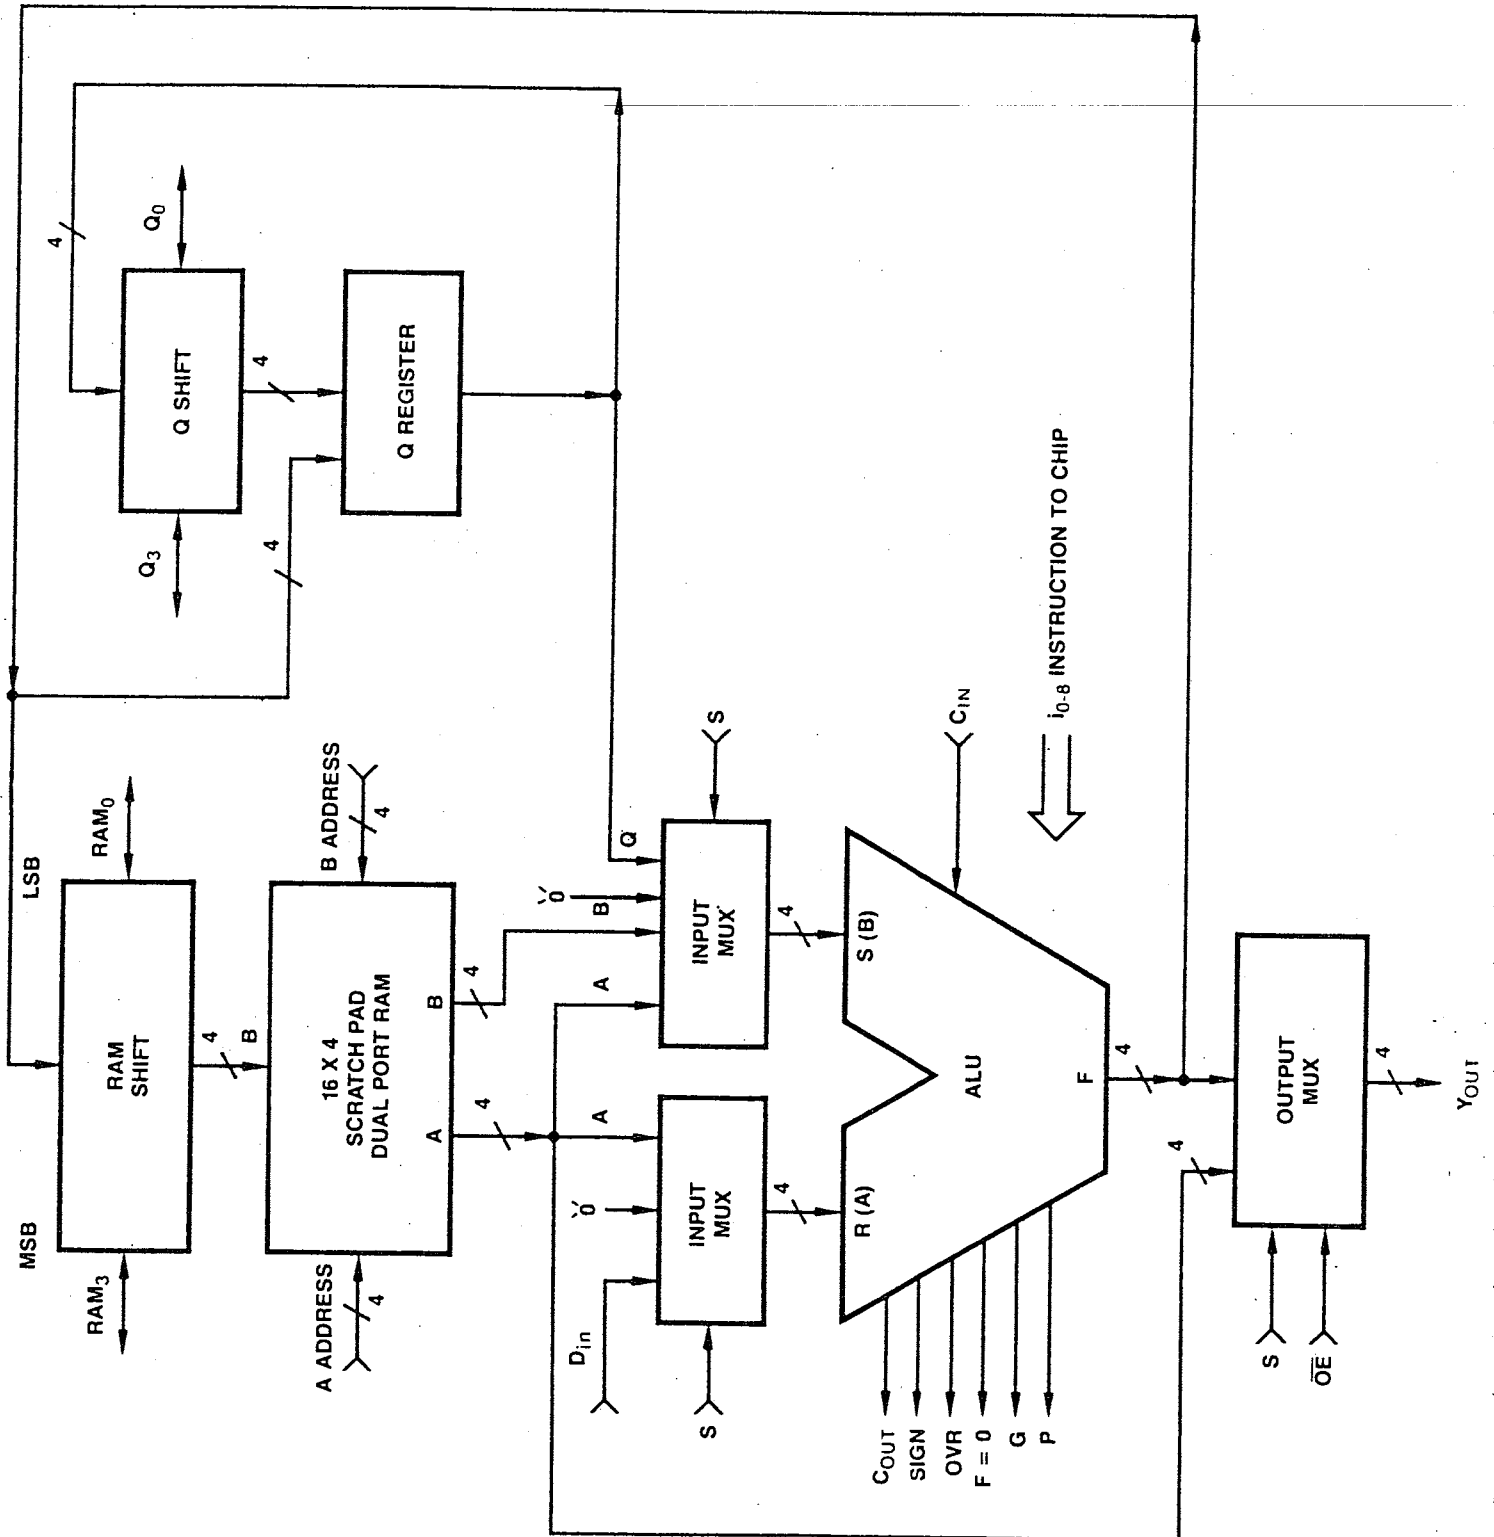 MSB
LSB
RAM3
RAM
SHIFT
RAM0
4
B
A ADDRESS
4
16 X 4
SCRATCH PAD
DUAL PORT RAM
A
B
B ADDRESS
4
4
4
Q3
Q SHIFT
Q0
4
4
4
Q REGISTER
Din
'0'
A
A
B
'0'
Q
S
INPUT
MUX
INPUT
MUX
S
4
4
R (A)
S (B)
ALU
F
CIN
COUT
SIGN
OVR
F = 0
G
P
i0-8 INSTRUCTION TO CHIP
4
4
S
OE
OUTPUT
MUX
4
YOUT